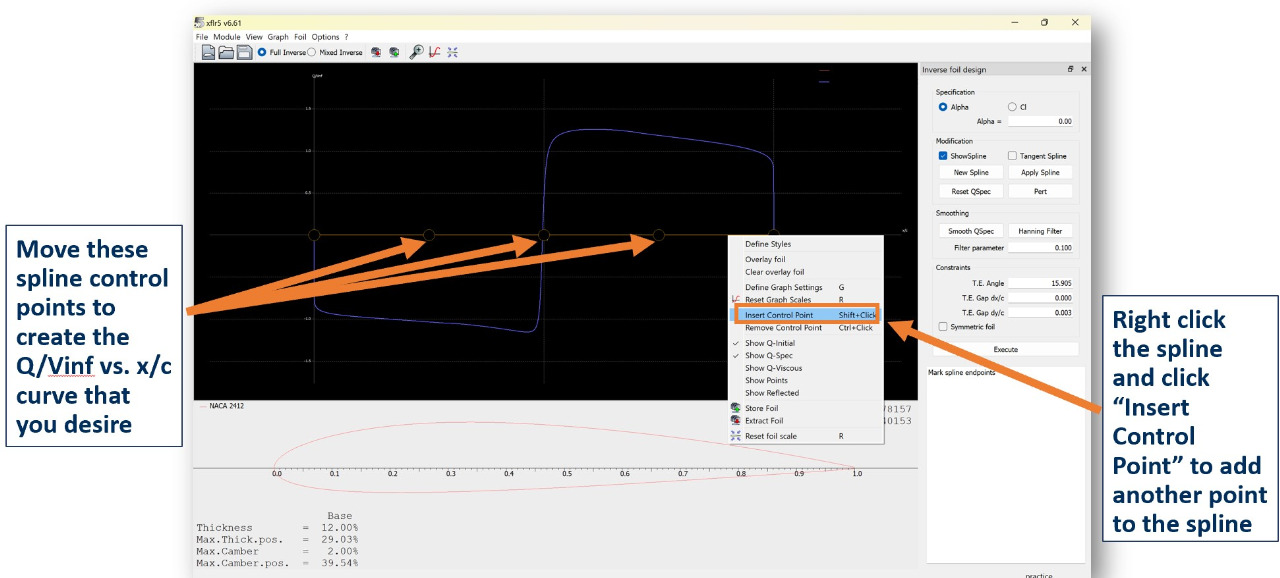 xflr5 v6.61
File Module View Graph Foil Options ?
Full Inverse Mixed Inverse
Q/Vinf
1.5
1.0
0.5
-1.0
-1.5
x/c
Inverse foil design
Specification
Alpha Cl
Alpha = 0.00
Modification
ShowSpline Tangent Spline
New Spline Apply Spline
Reset QSpec Pert
Smoothing
Smooth QSpec Hanning Filter
Filter parameter 0.100
Constraints
T.E. Angle 15.905
T.E. Gap dx/c 0.000
T.E. Gap dy/c 0.003
Symmetric foil
Execute
Mark spline endpoints
Define Styles
Overlay foil
Clear overlay foil
Define Graph Settings G
Reset Graph Scales R
Insert Control Point Shift+Click
Remove Control Point Ctrl+Click
Show Q-Initial
Show Q-Spec
Show Q-Viscous
Show Points
Show Reflected
Store Foil
Extract Foil
Reset foil scale R
Move these
spline control
points to
create the
Q/Vinf vs. x/c
curve that
you desire
Right click
the spline
and click
“Insert
Control
Point” to add
another point
to the spline
NACA 2412
8157
0153
0.0 0.1 0.2 0.3 0.4 0.5 0.6 0.7 0.8 0.9 1.0
Base
Thickness = 12.00%
Max.Thick.pos. = 29.03%
Max.Camber = 2.00%
Max.Camber.pos. = 39.54%
practice